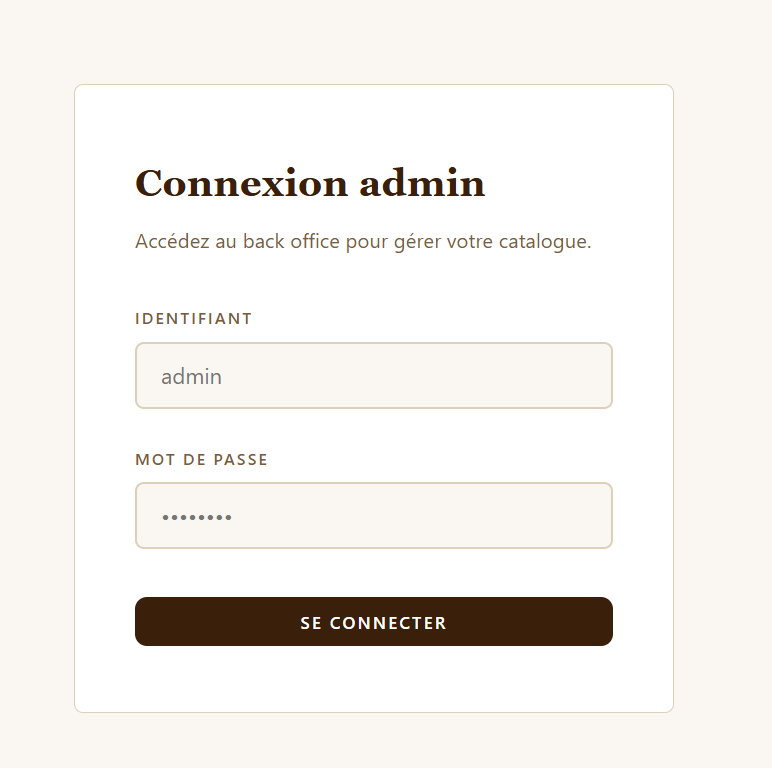 Connexion admin
Accédez au back office pour gérer votre catalogue.
IDENTIFIANT
admin
MOT DE PASSE
••••••••
SE CONNECTER